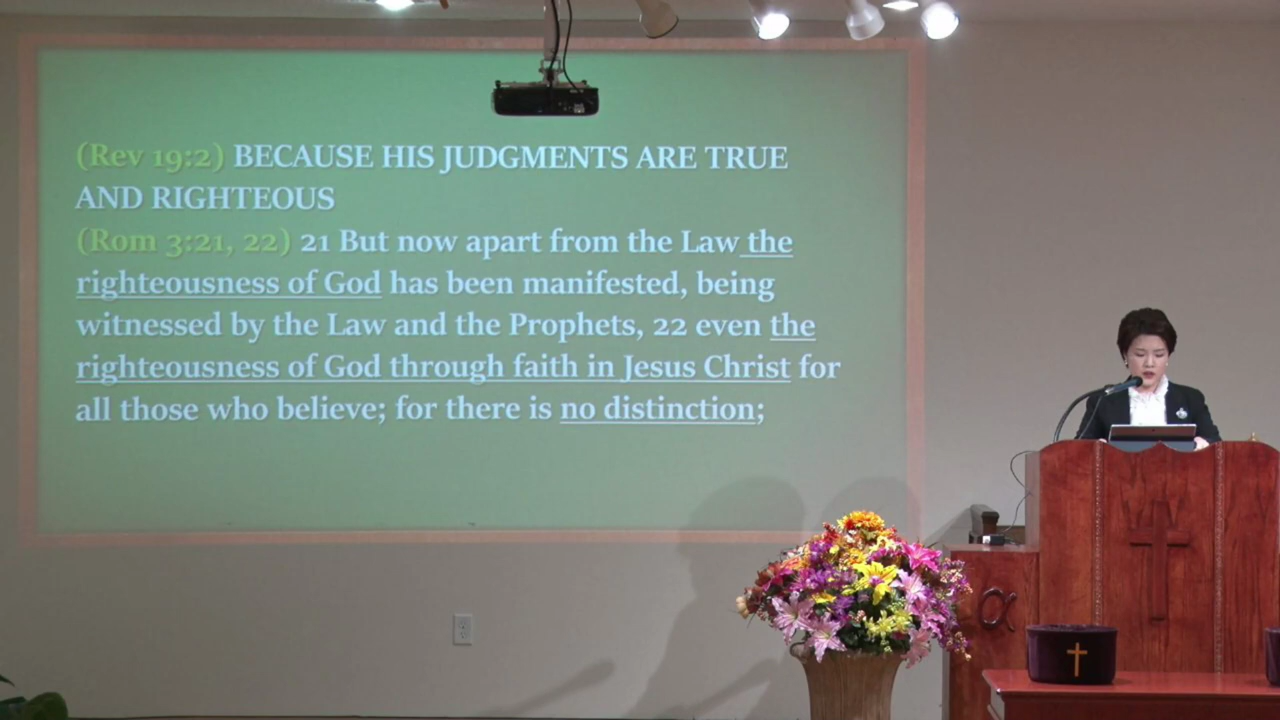 (Rev 19:2) BECAUSE HIS JUDGMENTS ARE TRUE
AND RIGHTEOUS
(Rom 3:21, 22) 21 But now apart from the Law the
righteousness of God has been manifested, being
witnessed by the Law and the Prophets, 22 even the
righteousness of God through faith in Jesus Christ for
all those who believe; for there is no distinction;
α